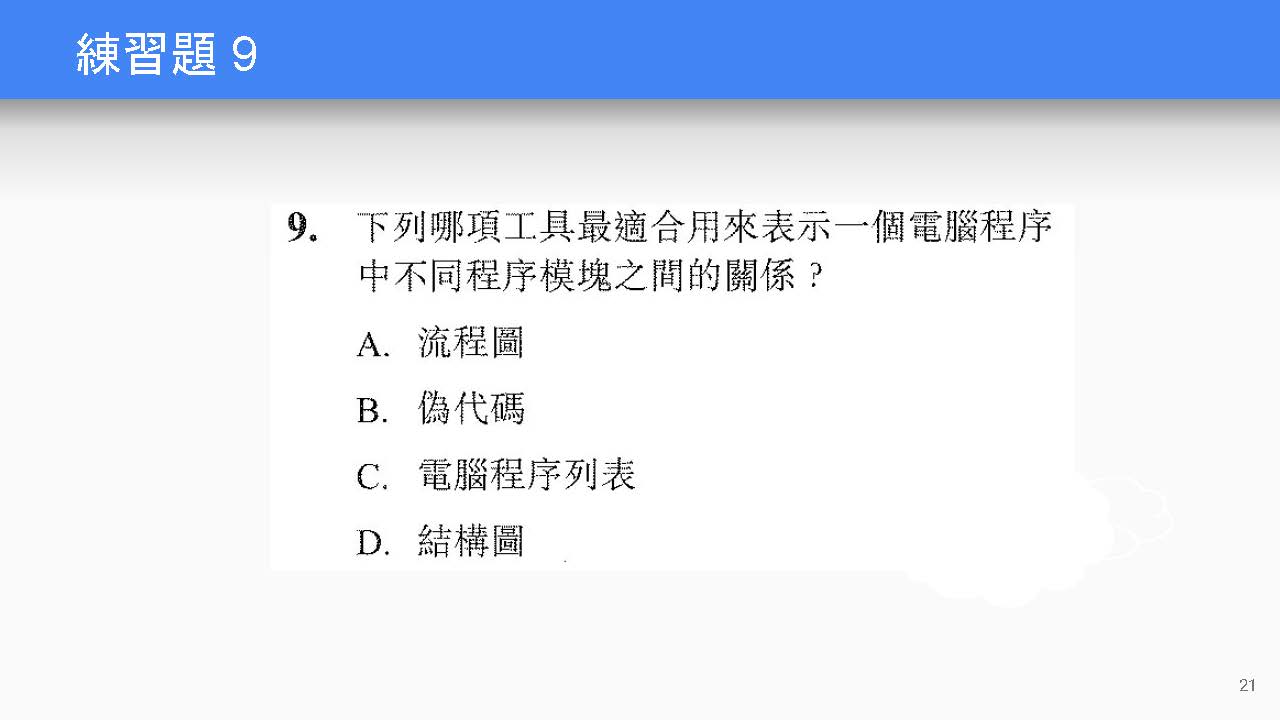 練習題 9
9. 下列哪項工具最適合用來表示一個電腦程序
中不同程序模塊之間的關係？
A. 流程圖
B. 偽代碼
C. 電腦程序列表
D. 結構圖
21